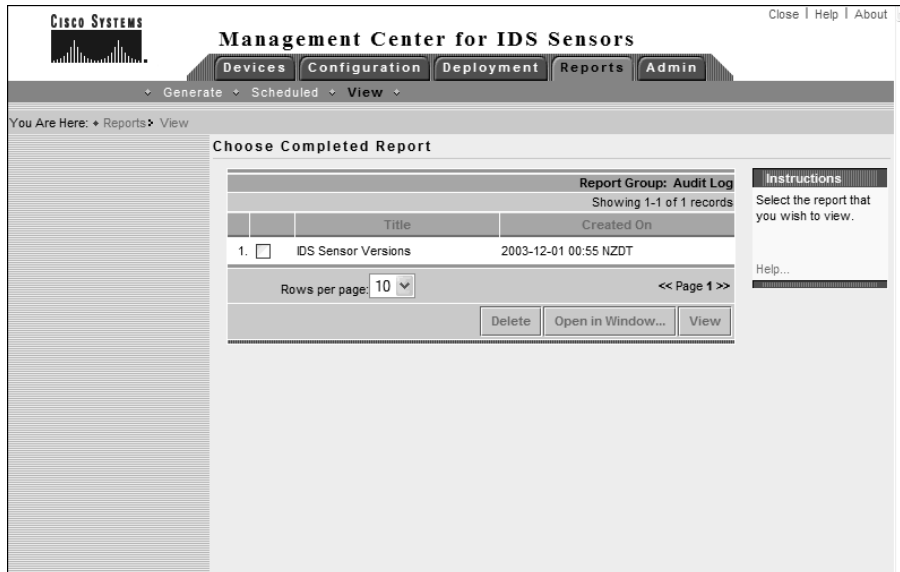 Close | Help | About
CISCO SYSTEMS
Management Center for IDS Sensors
Devices Configuration Deployment Reports Admin
Generate Scheduled View
You Are Here: Reports View
Choose Completed Report
Report Group: Audit Log
Showing 1-1 of 1 records
Title Created On
1. IDS Sensor Versions 2003-12-01 00:55 NZDT
Rows per page: 10 << Page 1 >>
Delete Open in Window... View
Instructions
Select the report that
you wish to view.
Help...